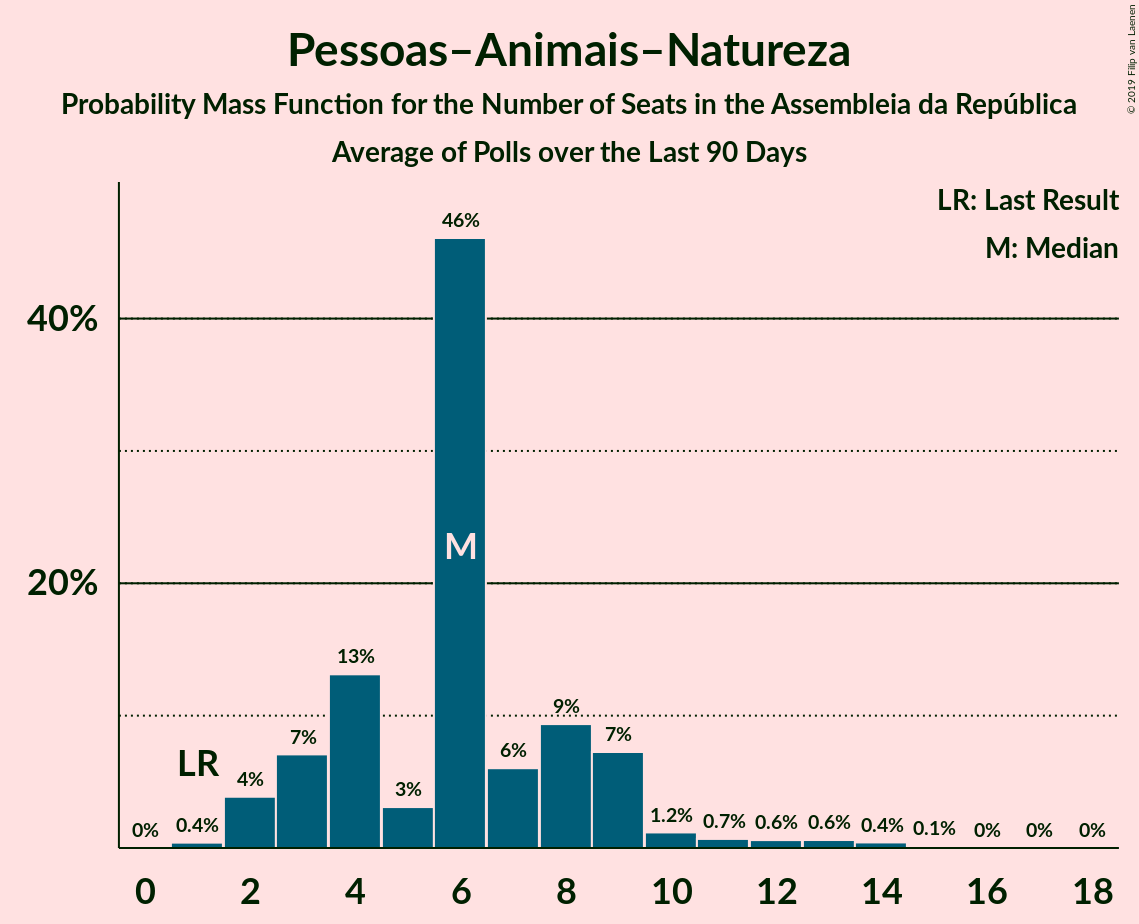 Pessoas–Animais–Natureza
Probability Mass Function for the Number of Seats in the Assembleia da República
Average of Polls over the Last 90 Days
© 2019 Filip van Laenen
LR: Last Result
M: Median
46%
40%
M
20%
13%
9%
7%
7%
6%
LR
4%
3%
0%
0.4%
1.2%
0.7%
0.6%
0.6%
0.4%
0.1%
0%
0%
0%
0 2 4 6 8 10 12 14 16 18